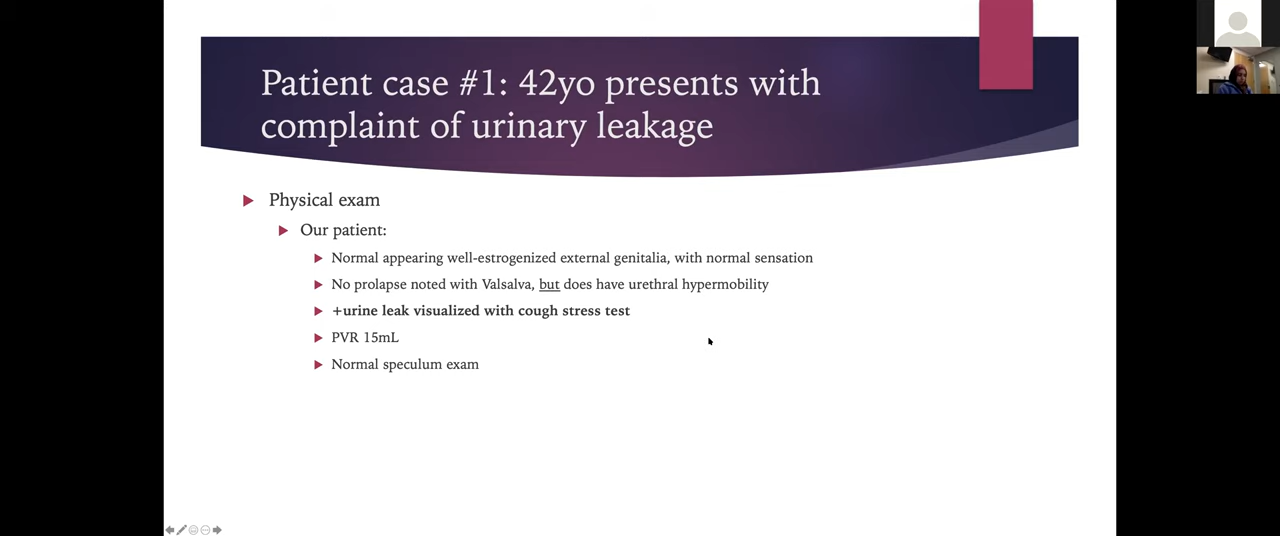 Patient case #1: 42yo presents with
complaint of urinary leakage
Physical exam
Our patient:
Normal appearing well-estrogenized external genitalia, with normal sensation
No prolapse noted with Valsalva, but does have urethral hypermobility
+urine leak visualized with cough stress test
PVR 15mL
Normal speculum exam